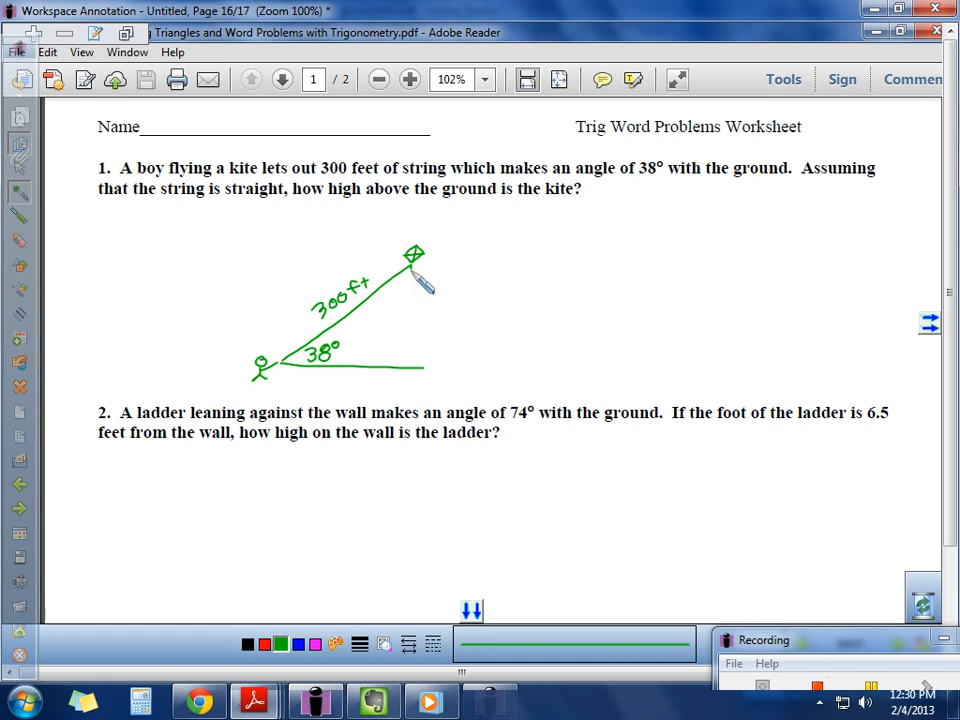 Workspace Annotation - Untitled, Page 16/17 (Zoom 100%) *
Triangles and Word Problems with Trigonometry.pdf - Adobe Reader
File Edit View Window Help
1 / 2 102% Tools Sign Commen
Name Trig Word Problems Worksheet
1. A boy flying a kite lets out 300 feet of string which makes an angle of 38° with the ground. Assuming
that the string is straight, how high above the ground is the kite?
300ft
38°
2. A ladder leaning against the wall makes an angle of 74° with the ground. If the foot of the ladder is 6.5
feet from the wall, how high on the wall is the ladder?
Recording
File Help
12:30 PM
2/4/2013